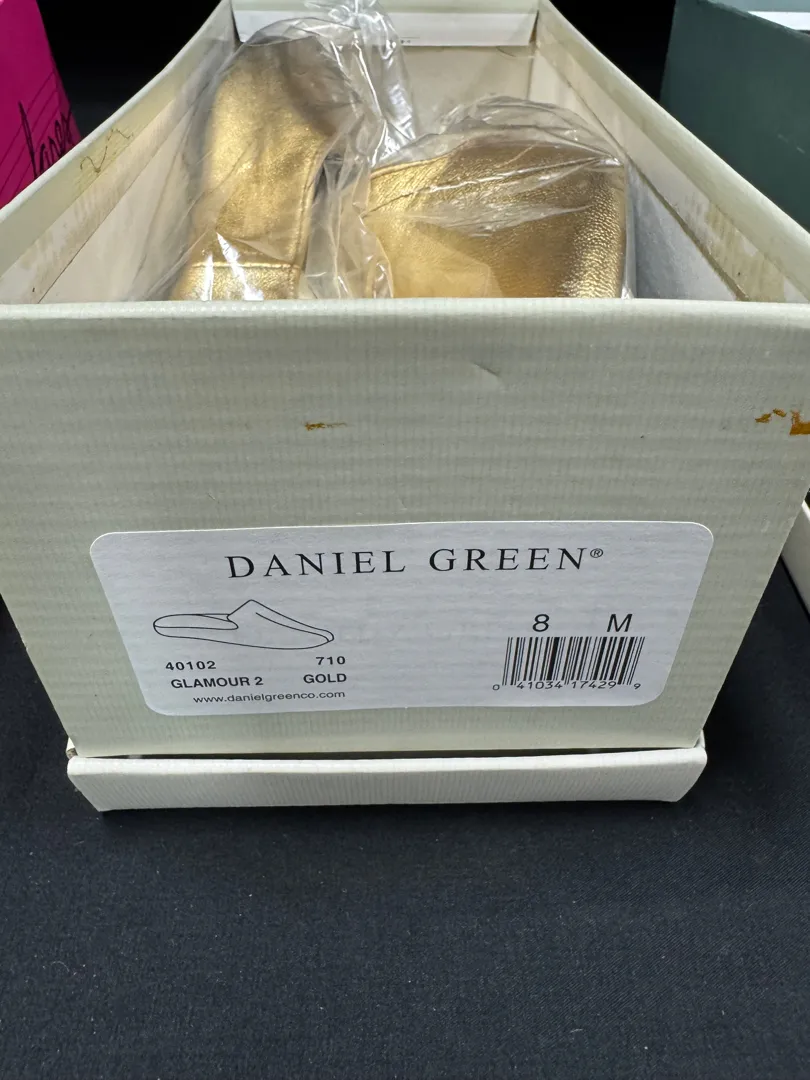 DANIEL GREEN®
8 M
40102 710
GLAMOUR 2 GOLD
www.danielgreenco.com
0 41034 17429 9